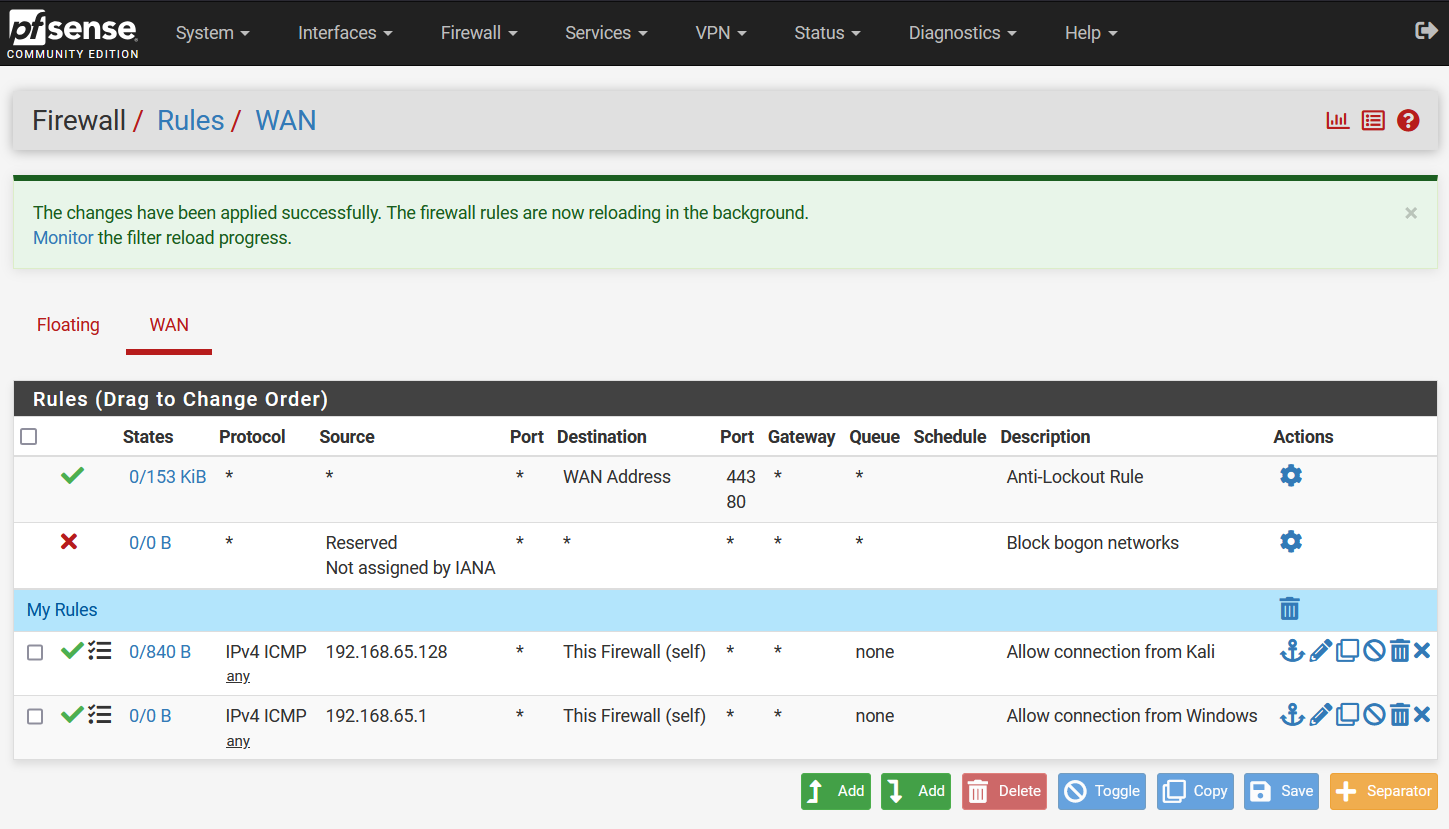 pfsense
COMMUNITY EDITION
System Interfaces Firewall Services VPN Status Diagnostics Help
Firewall / Rules / WAN
The changes have been applied successfully. The firewall rules are now reloading in the background.
Monitor the filter reload progress.
×
Floating WAN
Rules (Drag to Change Order)
States Protocol Source Port Destination Port Gateway Queue Schedule Description Actions
0/153 KiB * * * WAN Address 443 * * Anti-Lockout Rule
80
0/0 B * Reserved * * * * * Block bogon networks
Not assigned by IANA
My Rules
0/840 B IPv4 ICMP 192.168.65.128 * This Firewall (self) * * none Allow connection from Kali
any
0/0 B IPv4 ICMP 192.168.65.1 * This Firewall (self) * * none Allow connection from Windows
any
Add Add Delete Toggle Copy Save Separator